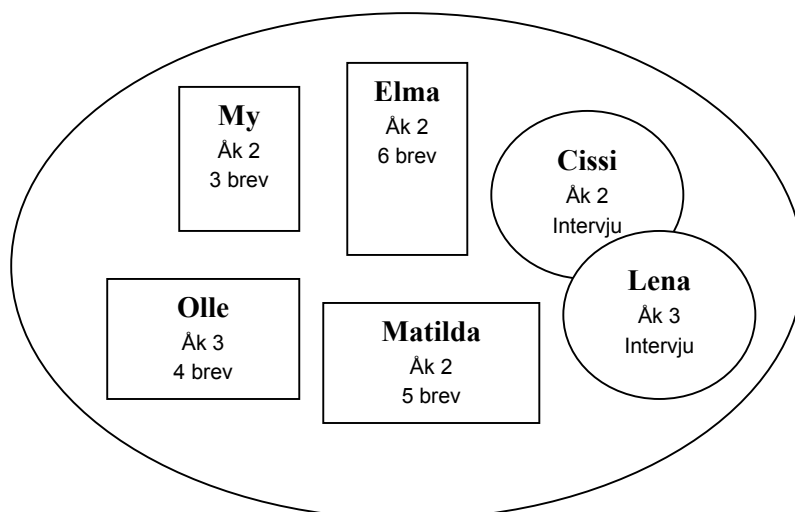 My
Åk 2
3 brev
Elma
Åk 2
6 brev
Cissi
Åk 2
Intervju
Olle
Åk 3
4 brev
Matilda
Åk 2
5 brev
Lena
Åk 3
Intervju